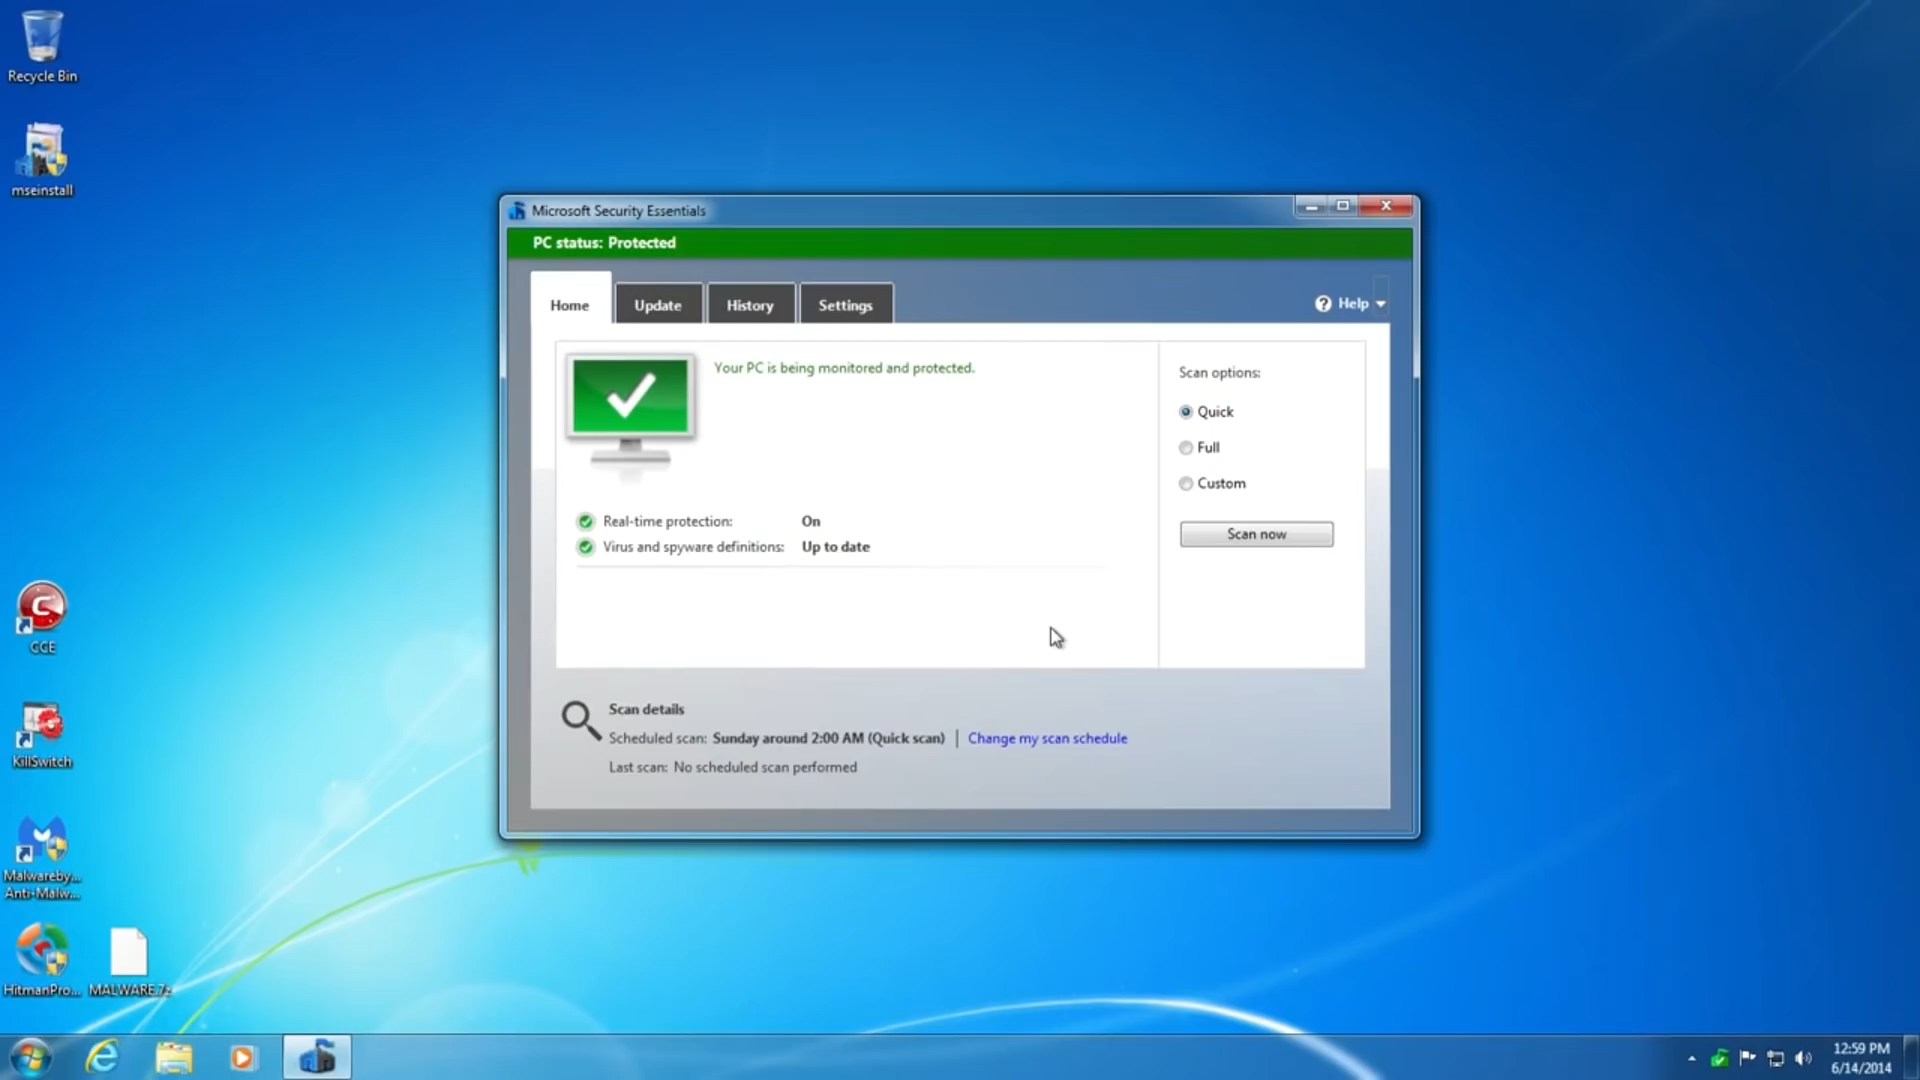 Recycle Bin
mseinstall
CCE
KillSwitch
Malwareby...
Anti-Malw...
HitmanPro...
MALWARE.7z
Microsoft Security Essentials
PC status: Protected
Home
Update
History
Settings
? Help
Your PC is being monitored and protected.
Real-time protection: On
Virus and spyware definitions: Up to date
Scan options:
Quick
Full
Custom
Scan now
Scan details
Scheduled scan: Sunday around 2:00 AM (Quick scan) | Change my scan schedule
Last scan: No scheduled scan performed
12:59 PM
6/14/2014